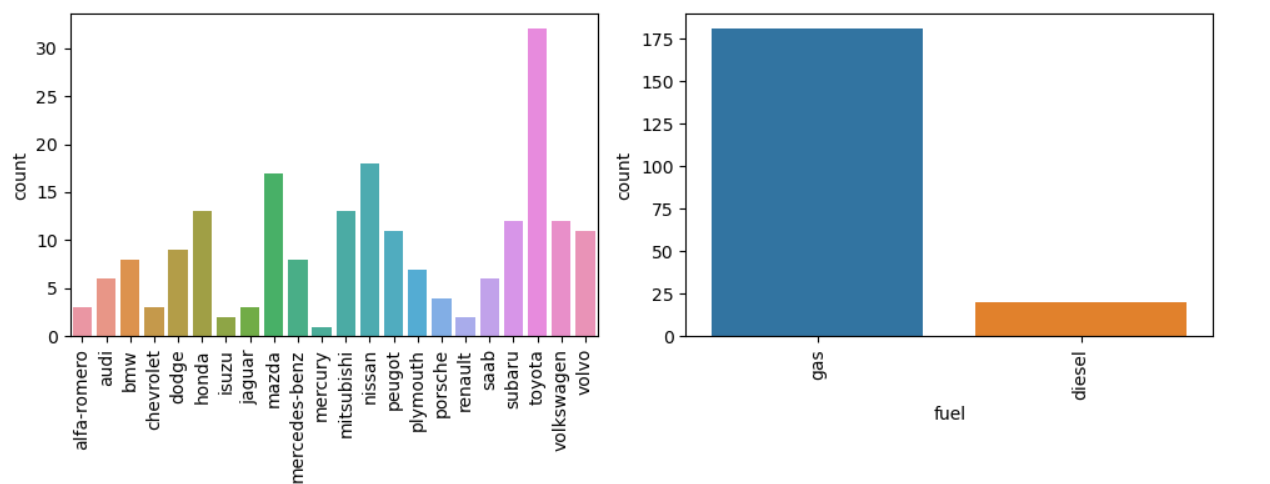 count
30
25
20
15
10
5
0
alfa-romero
audi
bmw
chevrolet
dodge
honda
isuzu
jaguar
mazda
mercedes-benz
mercury
mitsubishi
nissan
peugot
plymouth
porsche
renault
saab
subaru
toyota
volkswagen
volvo
count
175
150
125
100
75
50
25
0
gas
diesel
fuel